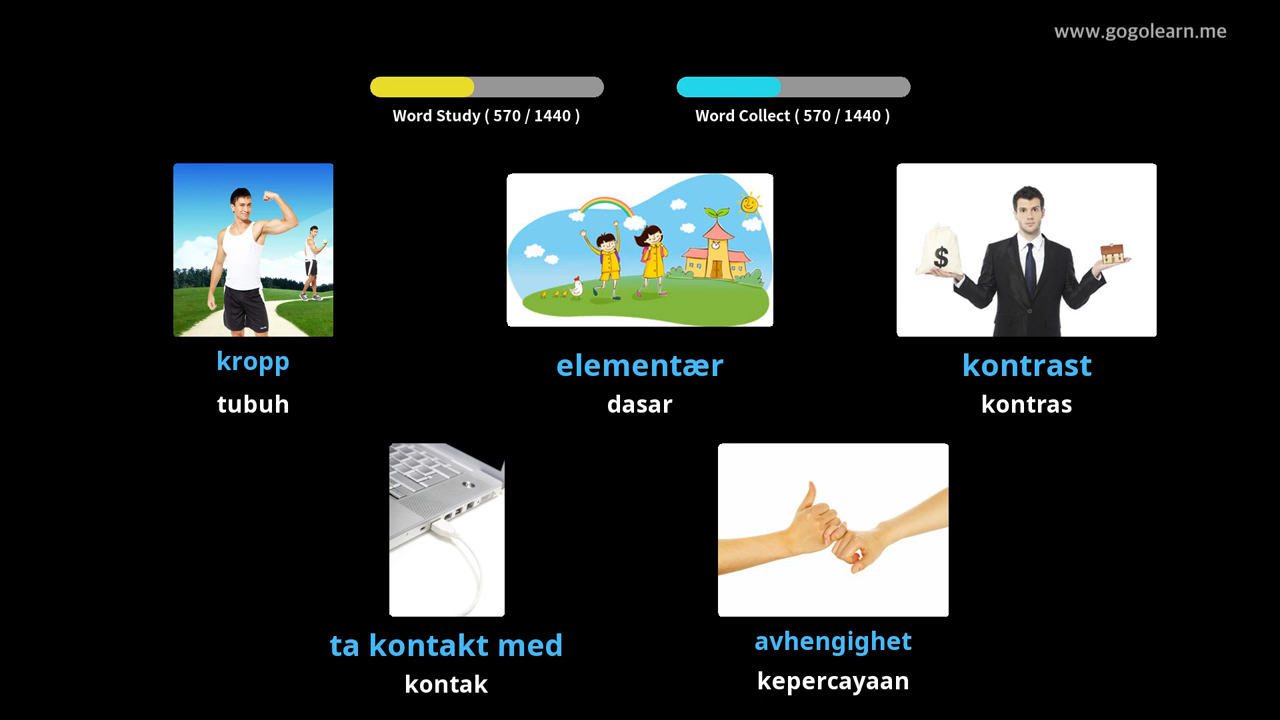 www.gogolearn.me
Word Study ( 570 / 1440 )
Word Collect ( 570 / 1440 )
$
kropp
tubuh
elementær
dasar
kontrast
kontras
ta kontakt med
kontak
avhengighet
kepercayaan